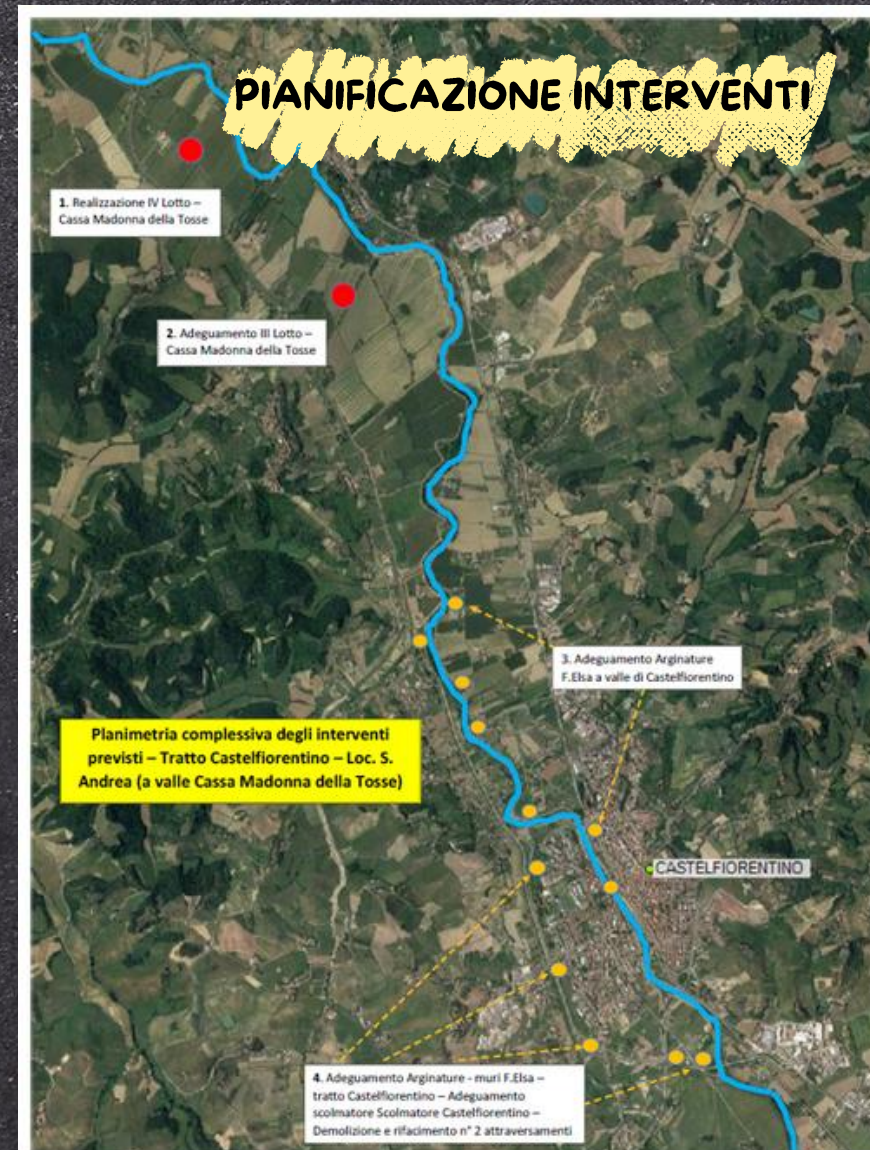 PIANIFICAZIONE INTERVENTI
1. Realizzazione IV Lotto –
Cassa Madonna della Tosse
2. Adeguamento III Lotto –
Cassa Madonna della Tosse
3. Adeguamento Arginature
F.Elsa a valle di Castelfiorentino
Planimetria complessiva degli interventi
previsti – Tratto Castelfiorentino – Loc. S.
Andrea (a valle Cassa Madonna della Tosse)
CASTELFIORENTINO
4. Adeguamento Arginature - muri F.Elsa –
tratto Castelfiorentino – Adeguamento
scolmatore Scolmatore Castelfiorentino –
Demolizione e rifacimento n° 2 attraversamenti